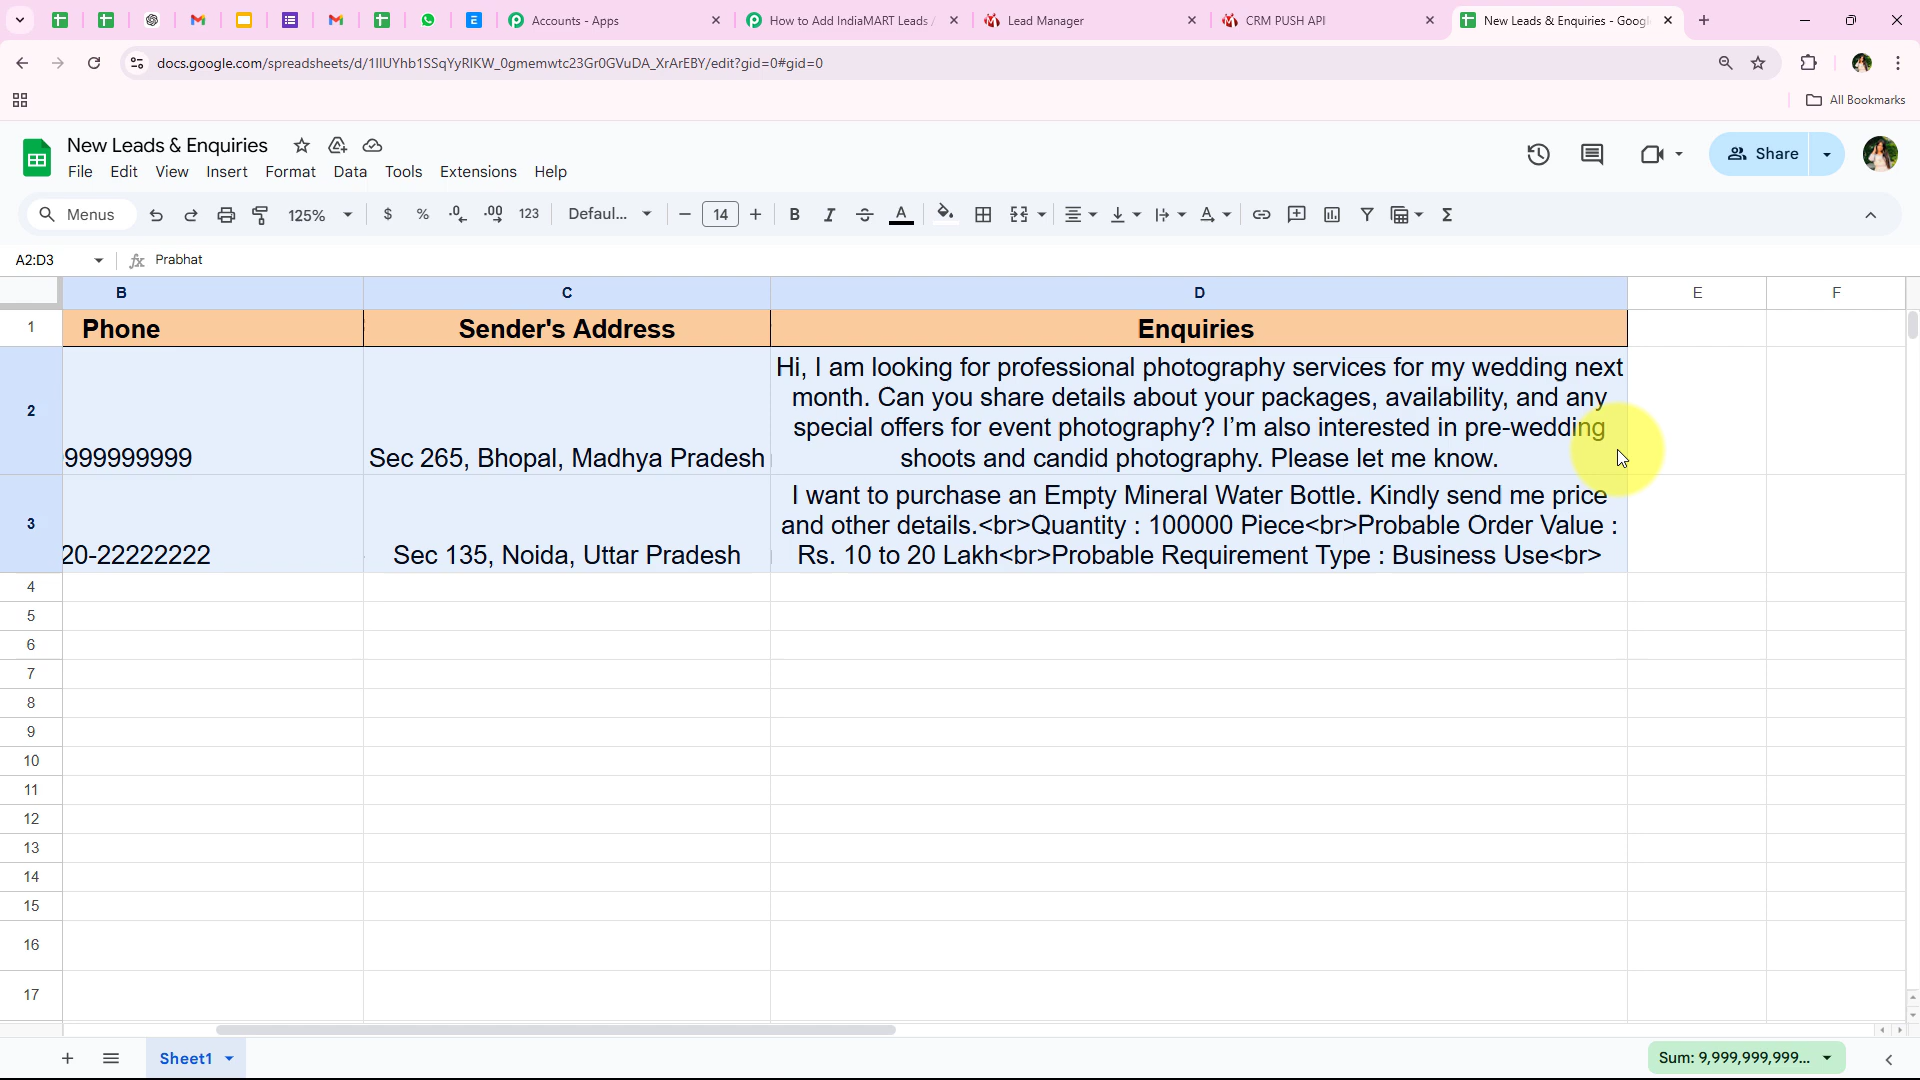 Accounts - Apps
How to Add IndiaMART Leads
Lead Manager
CRM PUSH API
New Leads & Enquiries - Googl
docs.google.com/spreadsheets/d/1IIUYhb1SSqYyRIKW_0gmemwtc23Gr0GVuDA_XrArEBY/edit?gid=0#gid=0
All Bookmarks
New Leads & Enquiries
File Edit View Insert Format Data Tools Extensions Help
Share
Menus 125% $ % .0 .00 123 Defaul... 14 B I A
A2:D3 fx Prabhat
B C D E F
1 Phone Sender's Address Enquiries
Hi, I am looking for professional photography services for my wedding next
month. Can you share details about your packages, availability, and any
special offers for event photography? I'm also interested in pre-wedding
2 999999999 Sec 265, Bhopal, Madhya Pradesh shoots and candid photography. Please let me know.
I want to purchase an Empty Mineral Water Bottle. Kindly send me price
and other details.<br>Quantity : 100000 Piece<br>Probable Order Value :
3 20-22222222 Sec 135, Noida, Uttar Pradesh Rs. 10 to 20 Lakh<br>Probable Requirement Type : Business Use<br>
4
5
6
7
8
9
10
11
12
13
14
15
16
17
Sheet1
Sum: 9,999,999,999...